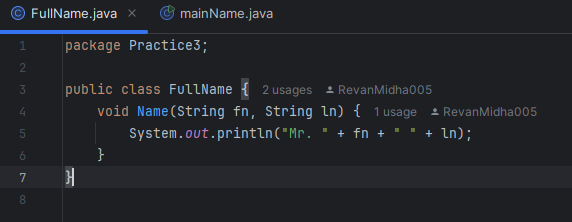 FullName.java × mainName.java
1 package Practice3;
2
3 public class FullName { 2 usages RevanMidha005
4 void Name(String fn, String ln) { 1 usage RevanMidha005
5 System.out.println("Mr. " + fn + " " + ln);
6 }
7 }
8